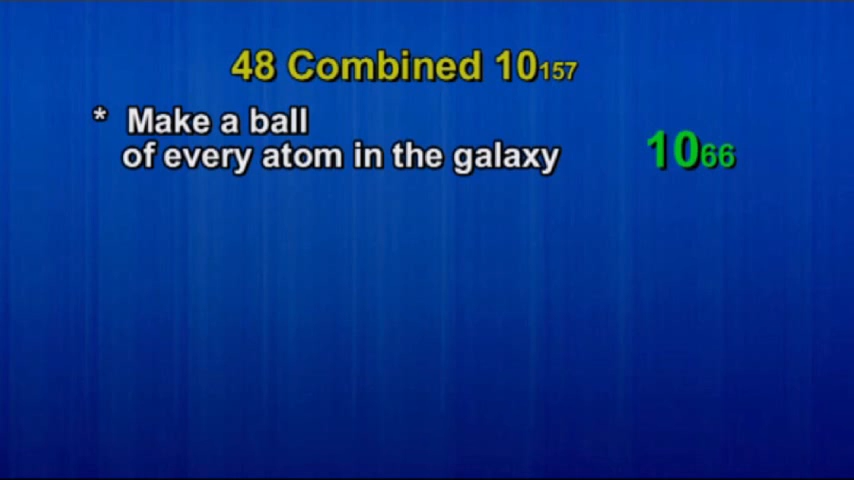 48 Combined 10157
* Make a ball
of every atom in the galaxy 1066